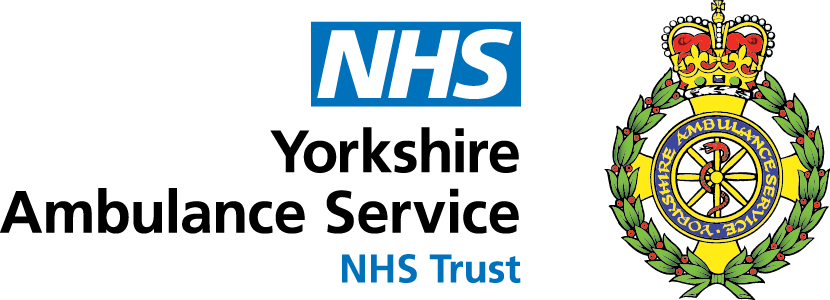 NHS
Yorkshire
Ambulance Service
NHS Trust
YORKSHIRE AMBULANCE SERVICE